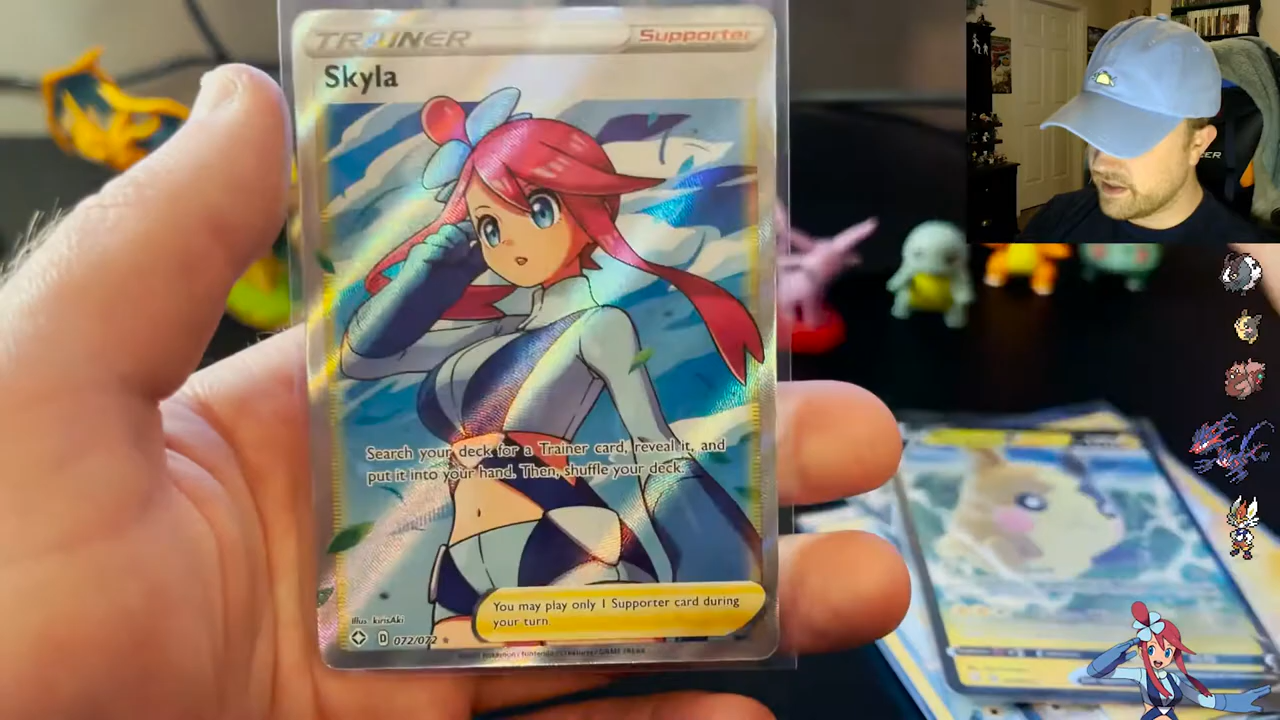 TRAINER
Supporter
Skyla
Search your deck for a Trainer card, reveal it, and
put it into your hand. Then, shuffle your deck.
You may play only 1 Supporter card during
your turn.
Illus. kirisAki
D 072/072